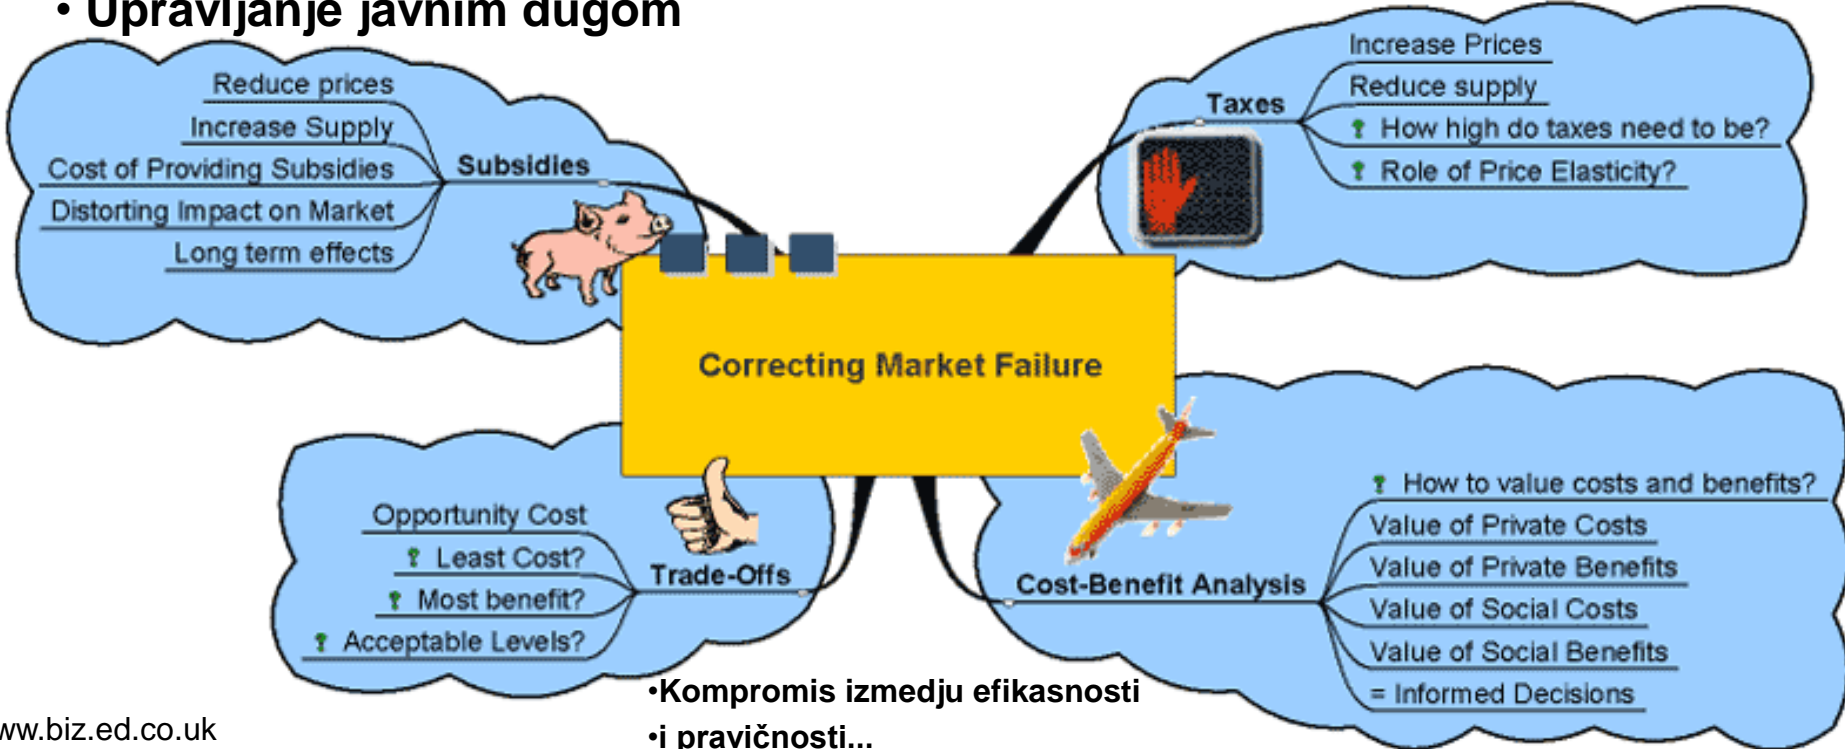 • Upravljanje javnim dugom
Reduce prices
Increase Supply
Cost of Providing Subsidies
Distorting Impact on Market
Long term effects
Subsidies
Taxes
Increase Prices
Reduce supply
? How high do taxes need to be?
? Role of Price Elasticity?
Correcting Market Failure
Opportunity Cost
? Least Cost?
? Most benefit?
? Acceptable Levels?
Trade-Offs
Cost-Benefit Analysis
? How to value costs and benefits?
Value of Private Costs
Value of Private Benefits
Value of Social Costs
Value of Social Benefits
= Informed Decisions
•Kompromis izmedju efikasnosti
•i pravičnosti...
ww.biz.ed.co.uk